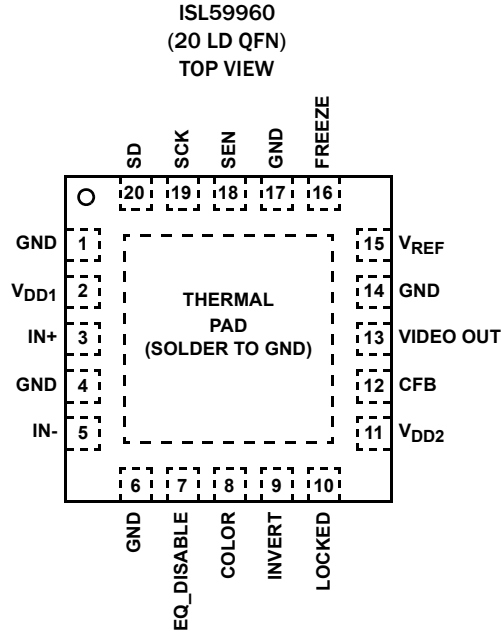 ISL59960
(20 LD QFN)
TOP VIEW
SD
SCK
SEN
GND
FREEZE
20
19
18
17
16
GND 1
VDD1 2
IN+ 3
GND 4
IN- 5
THERMAL
PAD
(SOLDER TO GND)
15 VREF
14 GND
13 VIDEO OUT
12 CFB
11 VDD2
6
7
8
9
10
GND
EQ_DISABLE
COLOR
INVERT
LOCKED